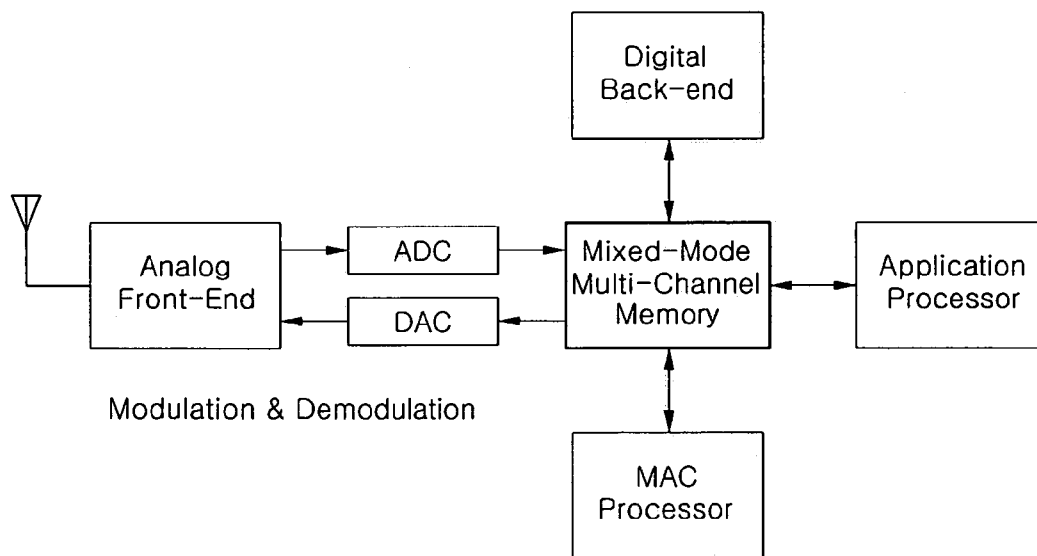 Digital
Back-end
Analog
Front-End
ADC
DAC
Mixed-Mode
Multi-Channel
Memory
Application
Processor
Modulation & Demodulation
MAC
Processor